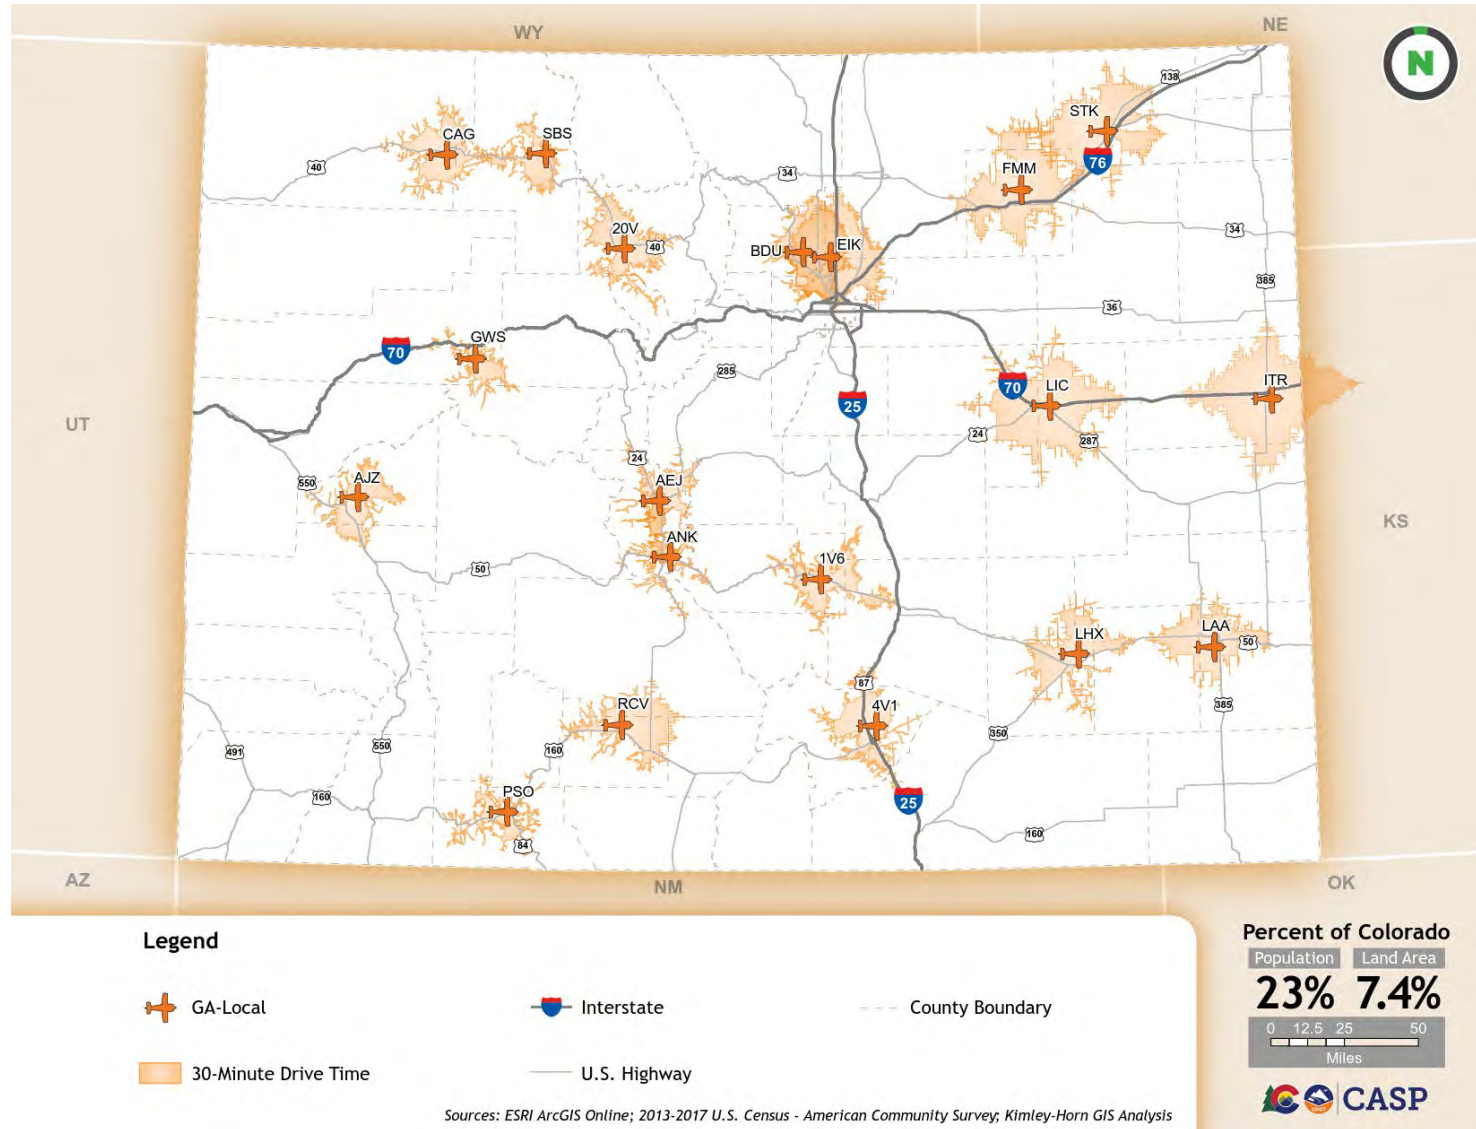 WY
NE
N
138
STK
CAG
SBS
76
40
34
FMM
20V
40
BDU
EIK
34
385
36
GWS
70
285
70
LIC
ITR
25
UT
24
287
24
550
AJZ
AEJ
KS
ANK
50
1V6
LHX
LAA
50
87
RCV
4V1
385
350
491
550
160
160
PSO
25
160
84
AZ
NM
OK
Legend
GA-Local
Interstate
County Boundary
30-Minute Drive Time
U.S. Highway
Sources: ESRI ArcGIS Online; 2013-2017 U.S. Census - American Community Survey; Kimley-Horn GIS Analysis
Percent of Colorado
Population Land Area
23% 7.4%
0 12.5 25 50
Miles
CASP